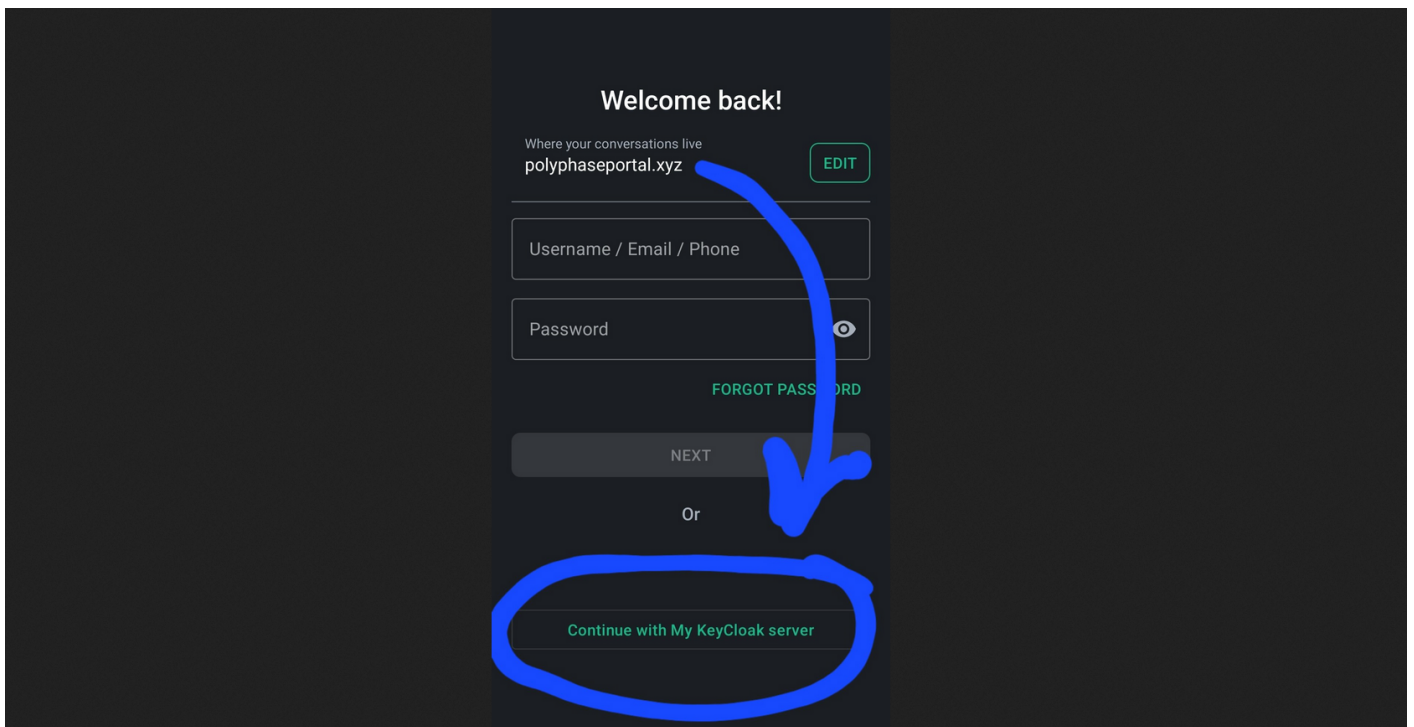 Welcome back!
Where your conversations live
polyphaseportal.xyz
EDIT
Username / Email / Phone
Password
FORGOT PASSWORD
NEXT
Or
Continue with My KeyCloak server